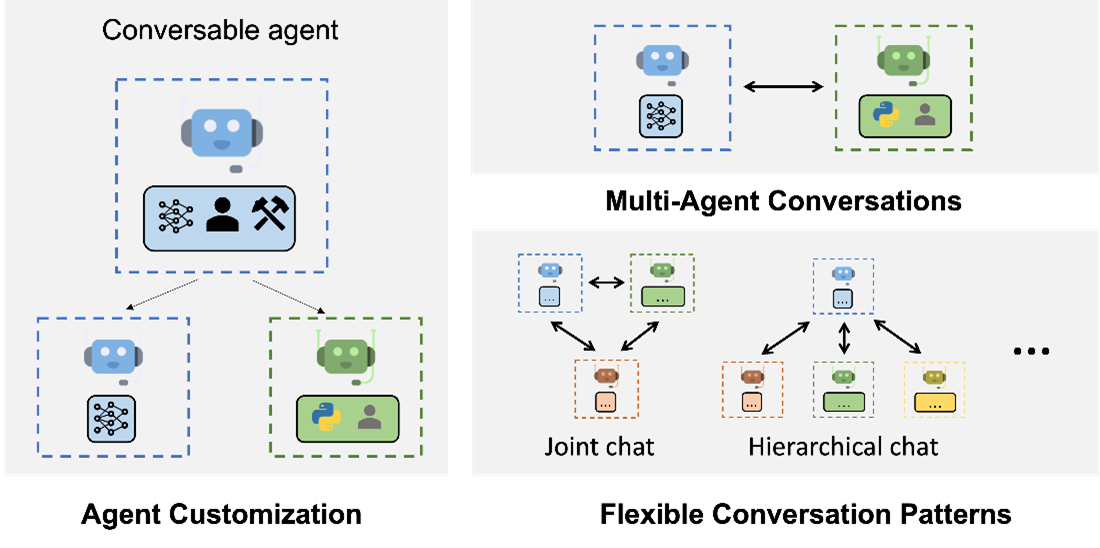 Conversable agent
Agent Customization
Multi-Agent Conversations
...
...
...
...
...
...
...
...
Joint chat
Hierarchical chat
Flexible Conversation Patterns